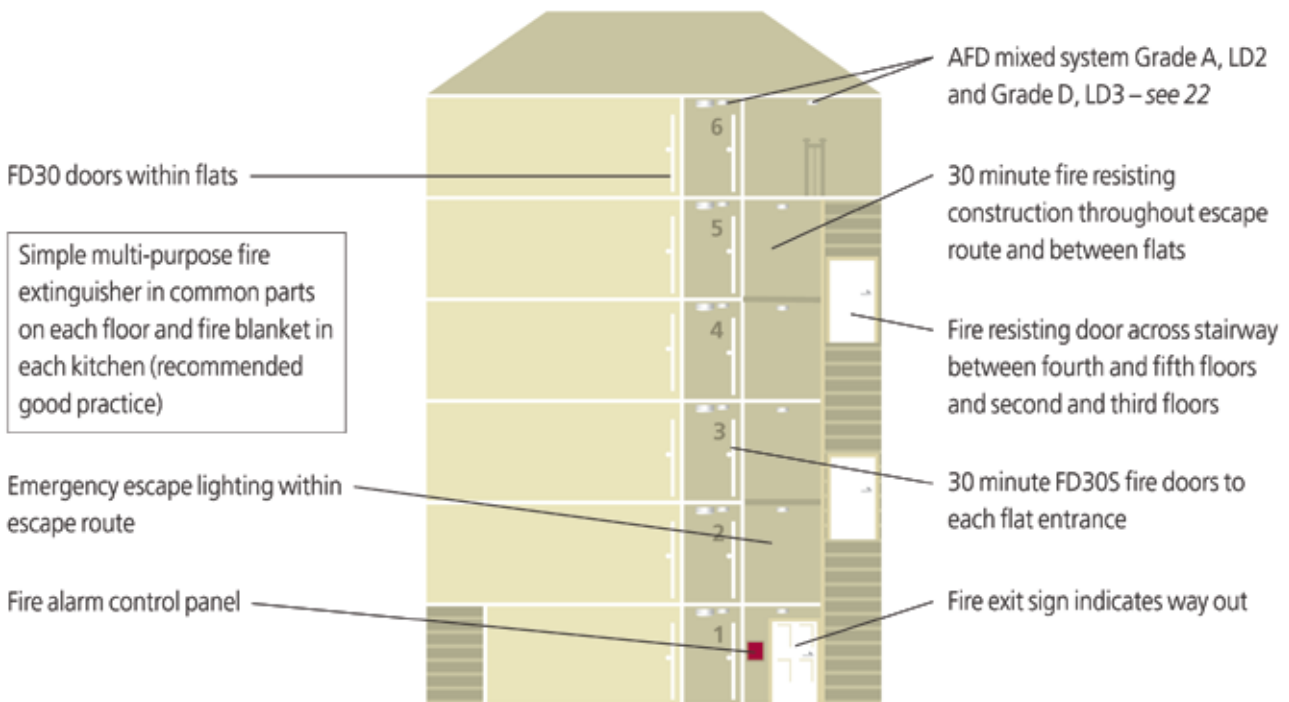 AFD mixed system Grade A, LD2
and Grade D, LD3 – see 22
6
FD30 doors within flats
30 minute fire resisting
construction throughout escape
route and between flats
5
Simple multi-purpose fire
extinguisher in common parts
on each floor and fire blanket in
each kitchen (recommended
good practice)
4
Fire resisting door across stairway
between fourth and fifth floors
and second and third floors
3
30 minute FD30S fire doors to
each flat entrance
Emergency escape lighting within
escape route
2
Fire alarm control panel
Fire exit sign indicates way out
1